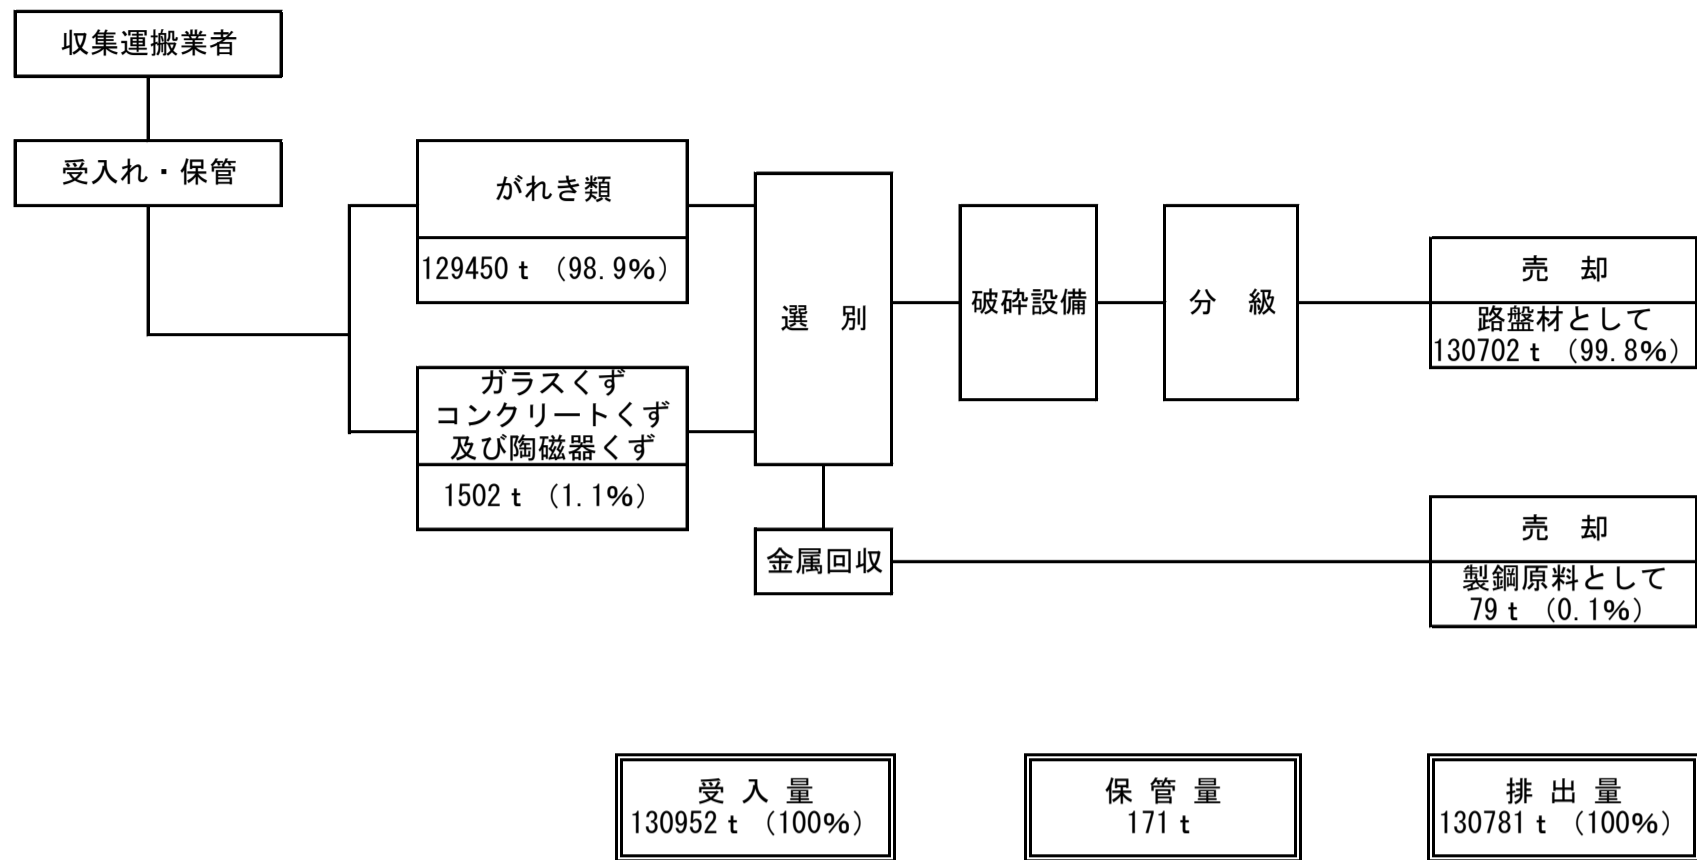 収集運搬業者
受入れ・保管
がれき類
129450ｔ（98.9%）
ガラスくず
コンクリートくず
及び陶磁器くず
1502ｔ（1.1%）
選　別
金属回収
破砕設備
分　級
売　却
路盤材として
130702ｔ（99.8%）
売　却
製鋼原料として
79ｔ（0.1%）
受 入 量
130952ｔ（100%）
保 管 量
171ｔ
排 出 量
130781ｔ（100%）